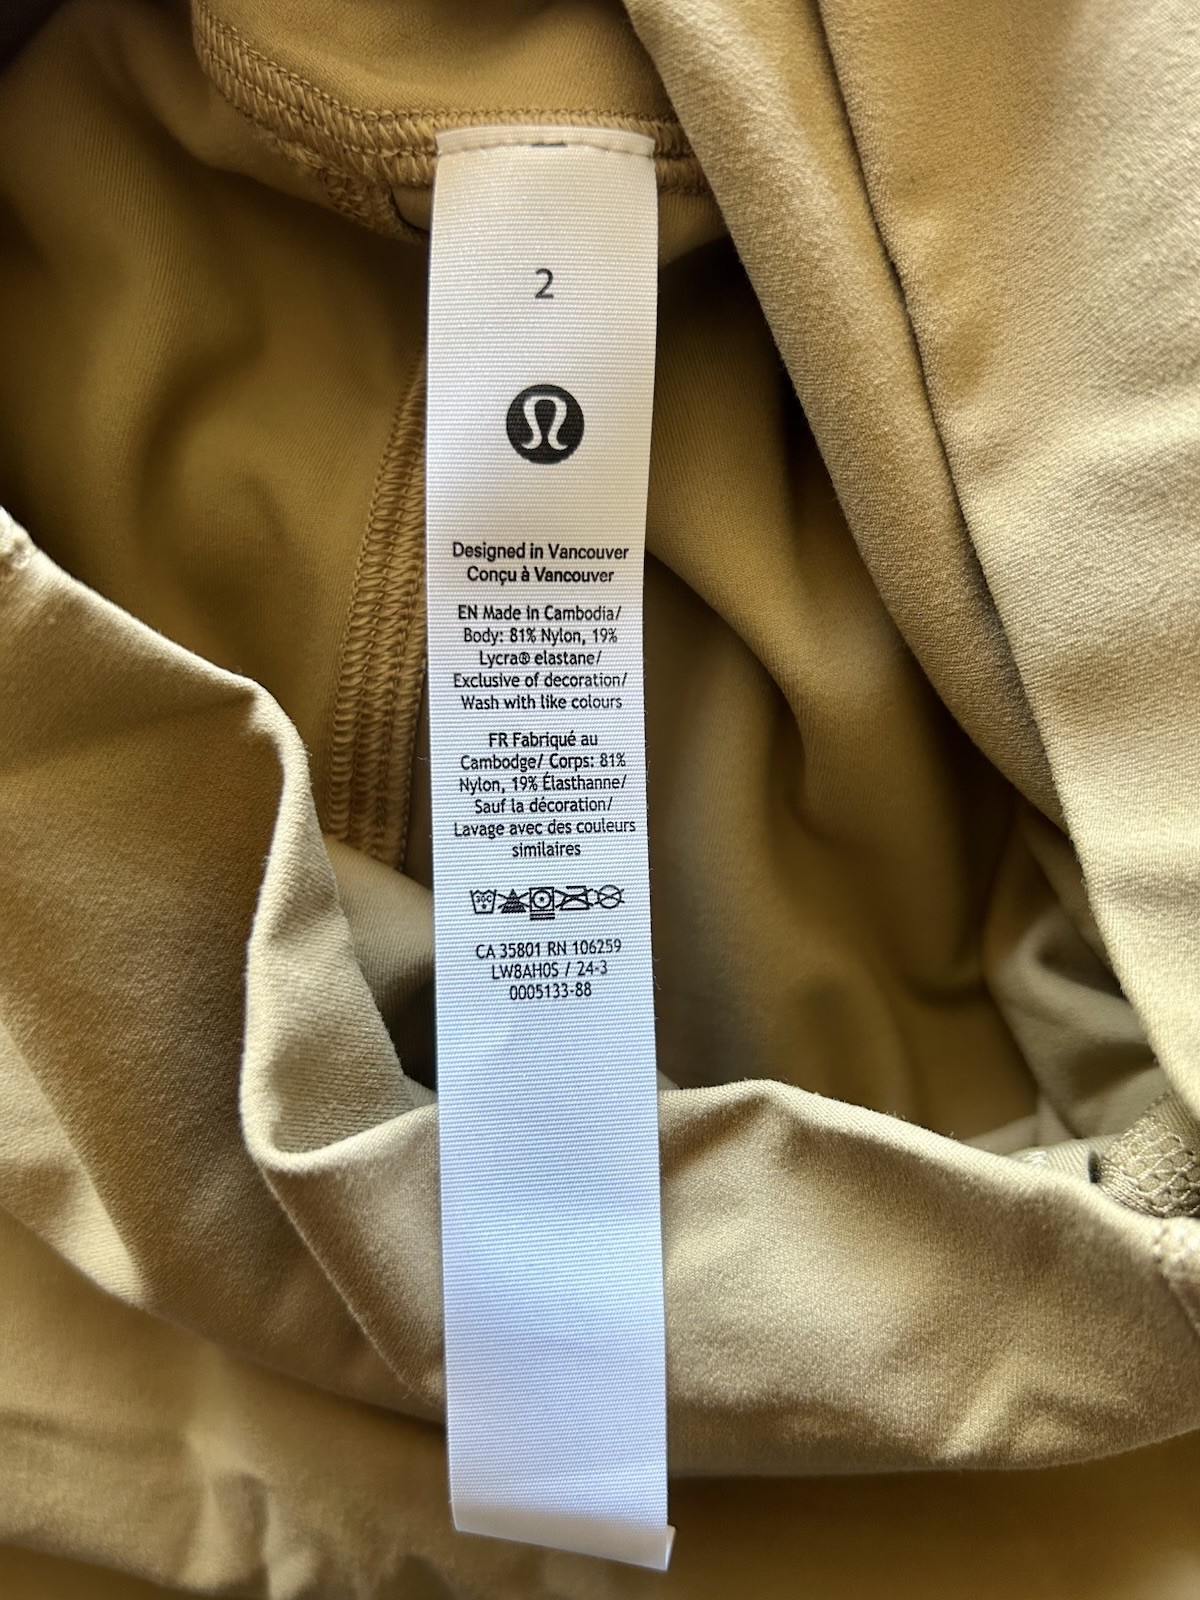 2
Designed in Vancouver
Conçu à Vancouver
EN Made in Cambodia/
Body: 81% Nylon, 19%
Lycra® elastane/
Exclusive of decoration/
Wash with like colours
FR Fabriqué au
Cambodge/ Corps: 81%
Nylon, 19% Élasthanne/
Sauf la décoration/
Lavage avec des couleurs
similaires
30C
CA 35801 RN 106259
LW8AH0S / 24-3
0005133-88